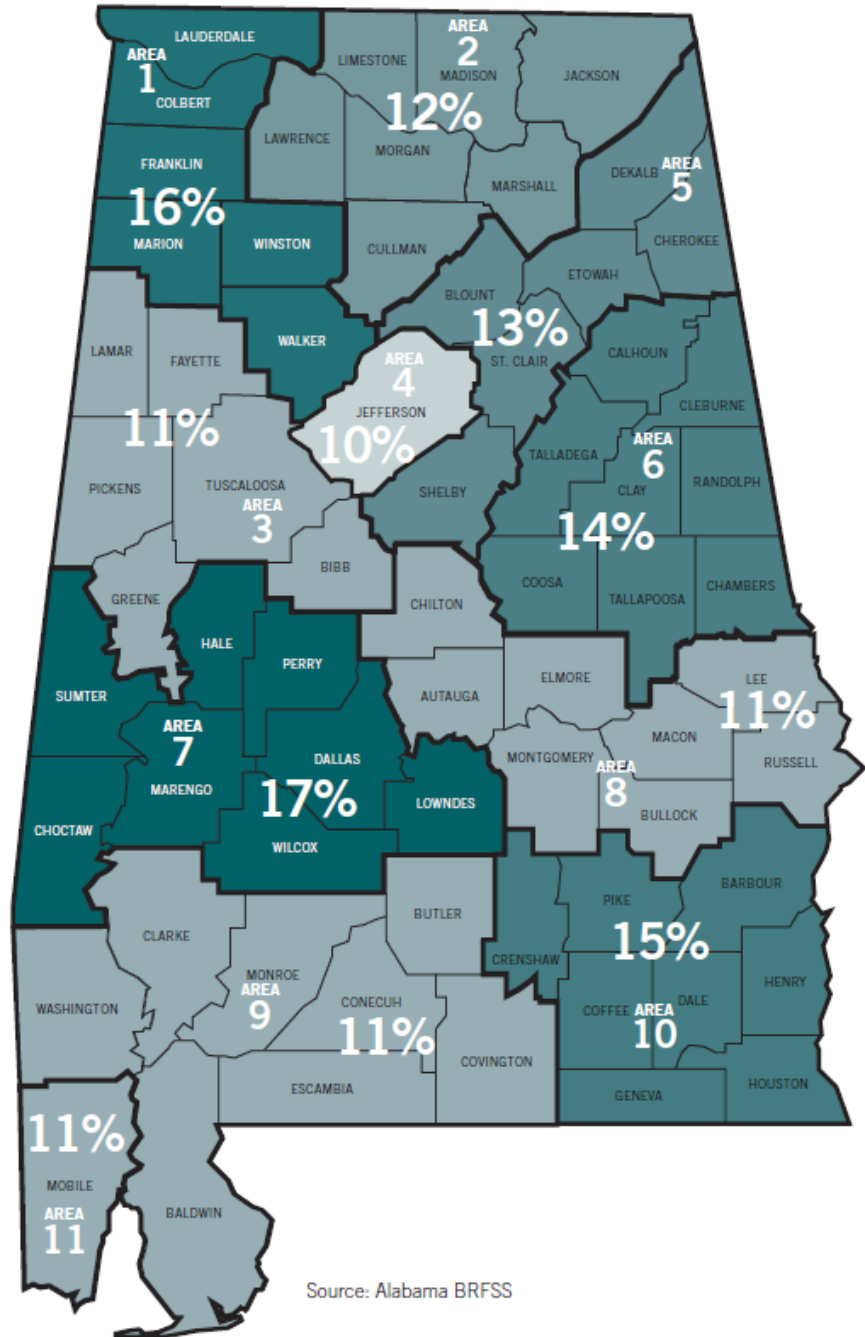 LAUDERDALE
AREA
1
COLBERT
FRANKLIN
16%
MARION
WINSTON
WALKER
LIMESTONE
AREA
2
MADISON
JACKSON
12%
LAWRENCE
MORGAN
MARSHALL
CULLMAN
DEKALB
AREA
5
CHEROKEE
ETOWAH
BLOUNT
13%
ST. CLAIR
SHELBY
LAMAR
FAYETTE
11%
PICKENS
TUSCALOOSA
AREA
3
BIBB
GREENE
AREA
4
JEFFERSON
10%
CALHOUN
CLEBURNE
TALLADEGA
AREA
6
CLAY
RANDOLPH
14%
COOSA
TALLAPOOSA
CHAMBERS
HALE
PERRY
SUMTER
AREA
7
MARENGO
DALLAS
17%
LOWNDES
CHOCTAW
WILCOX
CHILTON
AUTAUGA
ELMORE
LEE
11%
MACON
MONTGOMERY
AREA
8
RUSSELL
BULLOCK
BUTLER
CLARKE
MONROE
AREA
9
WASHINGTON
CONECUH
11%
COVINGTON
ESCAMBIA
BALDWIN
PIKE
BARBOUR
15%
CRENSHAW
COFFEE
AREA
10
DALE
HENRY
GENEVA
HOUSTON
11%
MOBILE
AREA
11
Source: Alabama BRFSS